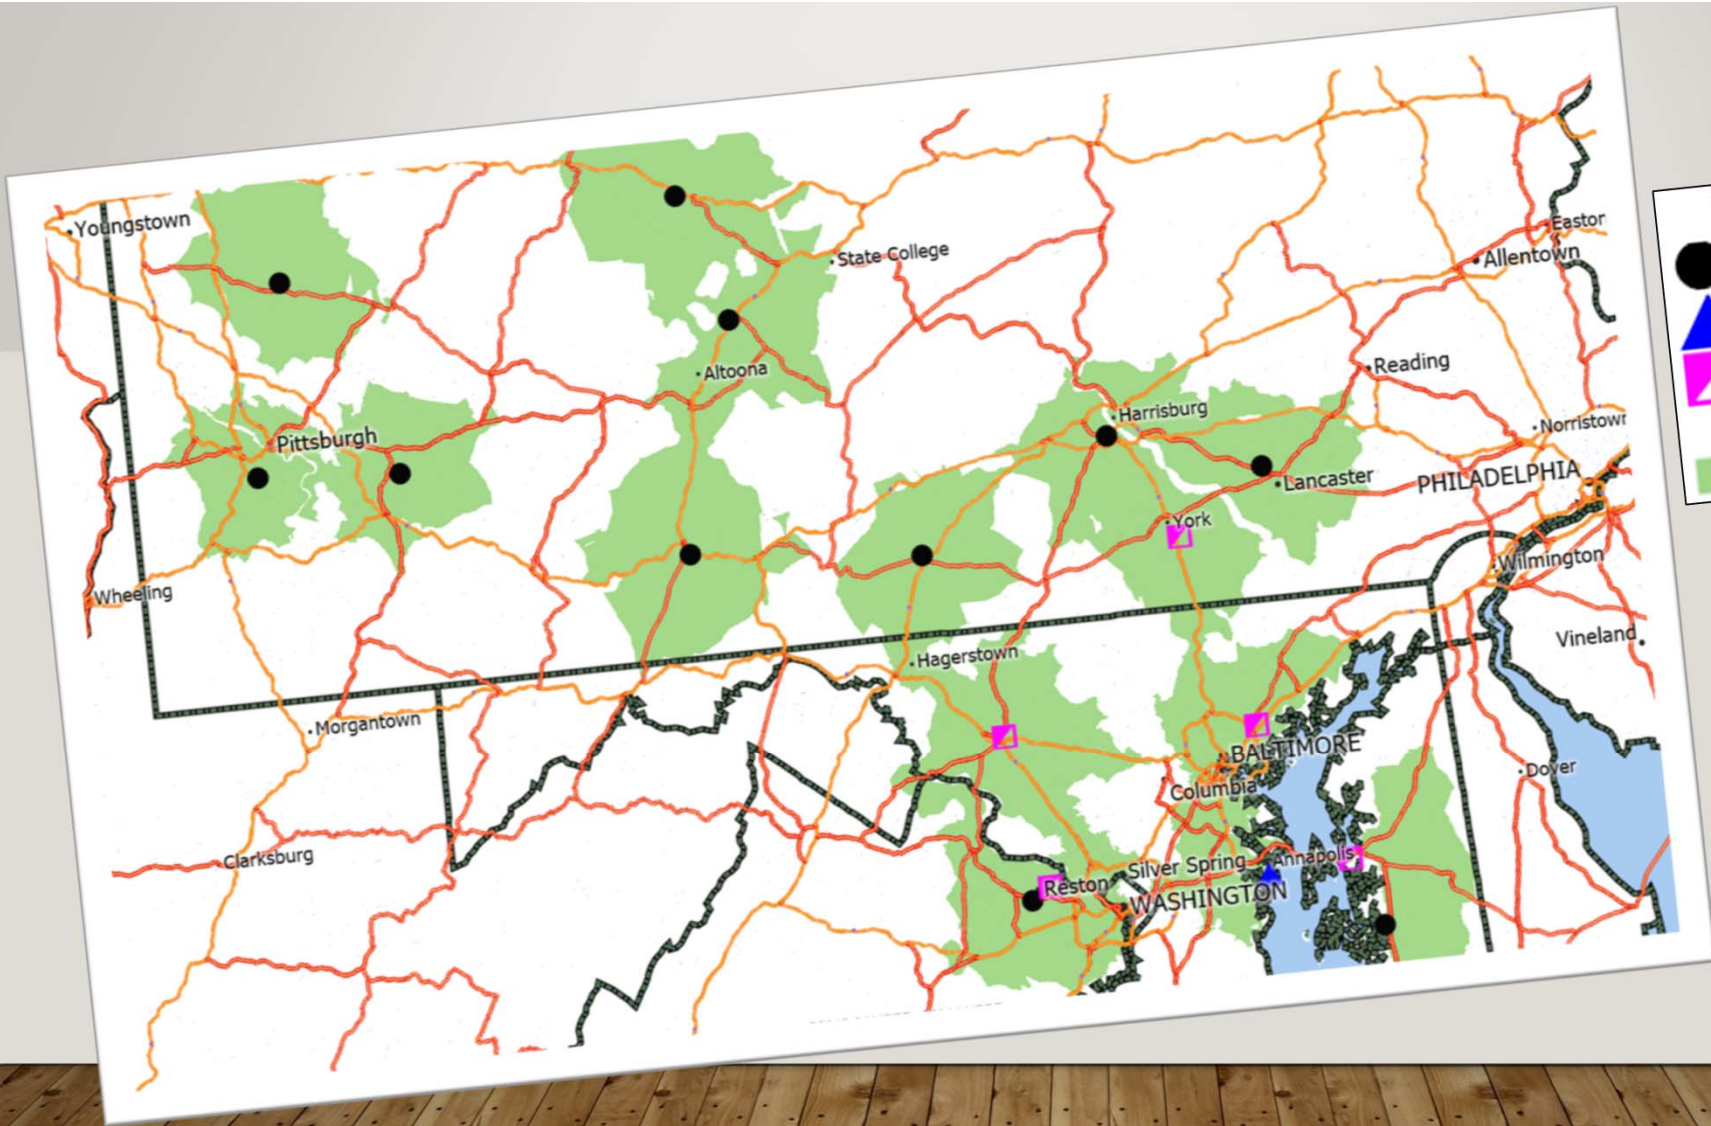 Youngstown
State College
Easton
Allentown
Altoona
Reading
Harrisburg
Pittsburgh
Norristown
Lancaster
PHILADELPHIA
York
Wilmington
Wheeling
Vineland
Hagerstown
Morgantown
BALTIMORE
Dover
Columbia
Clarksburg
Silver Spring
Annapolis
Reston
WASHINGTON